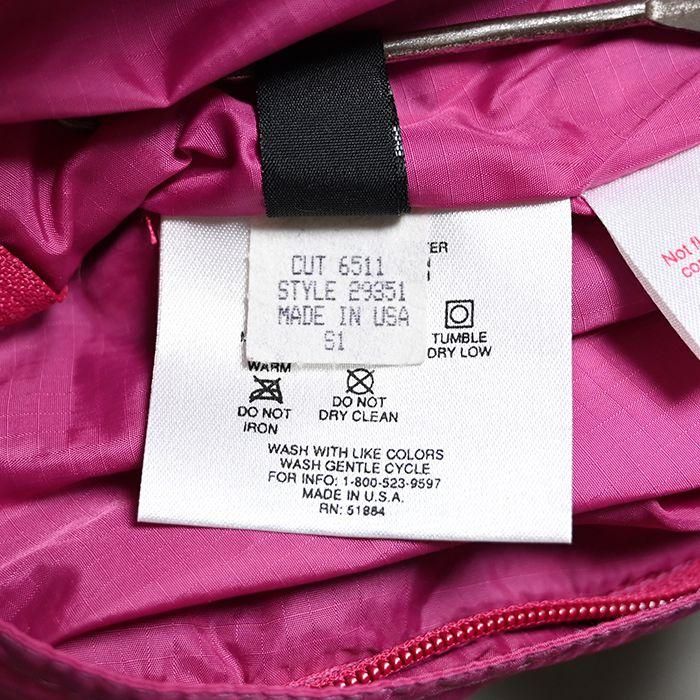 CUT 6511
STYLE 29351
MADE IN USA
S1
TUMBLE
DRY LOW
WARM
DO NOT
IRON
DO NOT
DRY CLEAN
WASH WITH LIKE COLORS
WASH GENTLE CYCLE
FOR INFO: 1-800-523-9597
MADE IN U.S.A.
RN: 51884
Not